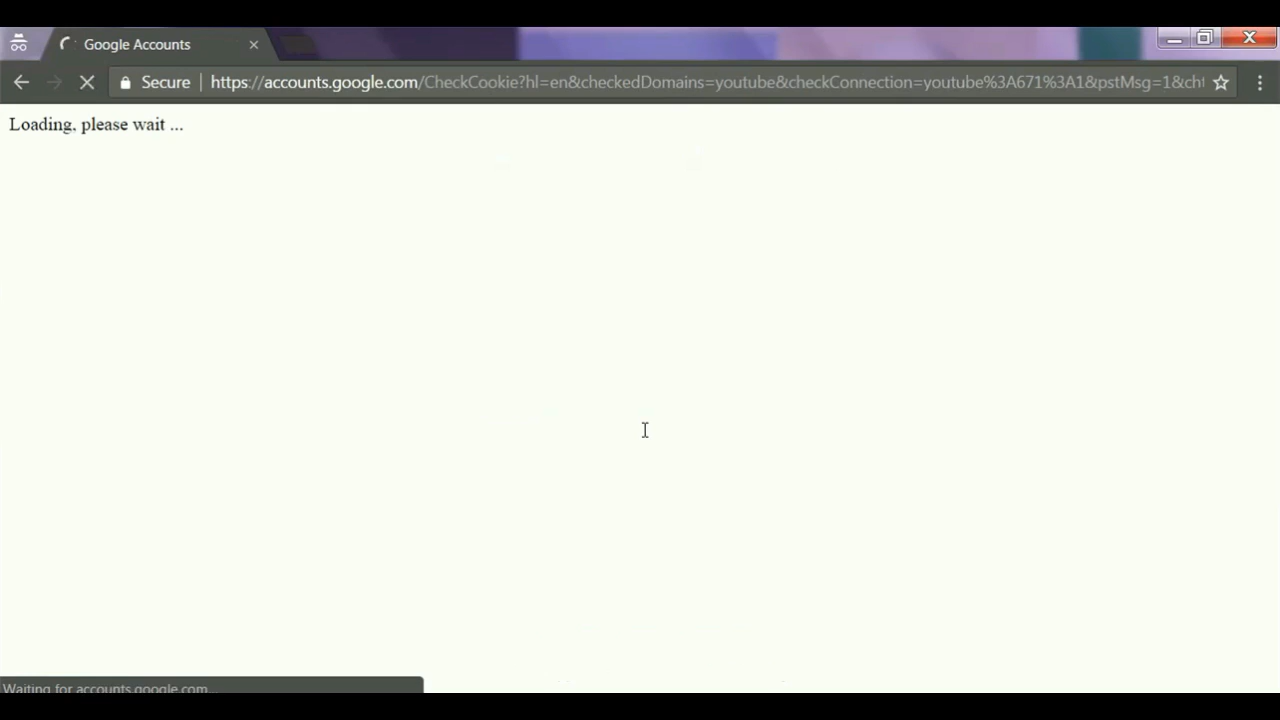 Google Accounts
Secure
https://accounts.google.com/CheckCookie?hl=en&checkedDomains=youtube&checkConnection=youtube%3A671%3A1&pstMsg=1&cht
Loading, please wait ...
Waiting for accounts.google.com...